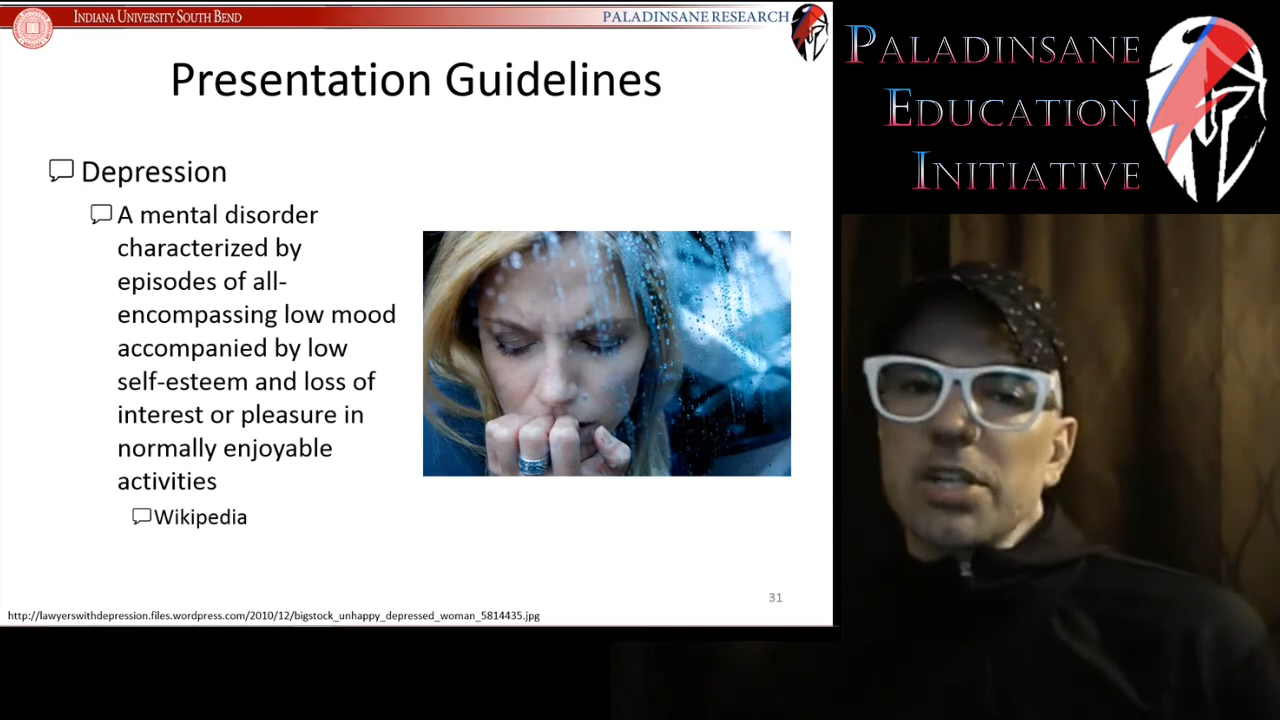 INDIANA UNIVERSITY SOUTH BEND
PALADINSANE RESEARCH
PALADINSANE
EDUCATION
INITIATIVE
Presentation Guidelines
Depression
A mental disorder
characterized by
episodes of all-
encompassing low mood
accompanied by low
self-esteem and loss of
interest or pleasure in
normally enjoyable
activities
Wikipedia
31
http://lawyerswithdepression.files.wordpress.com/2010/12/bigstock_unhappy_depressed_woman_5814435.jpg